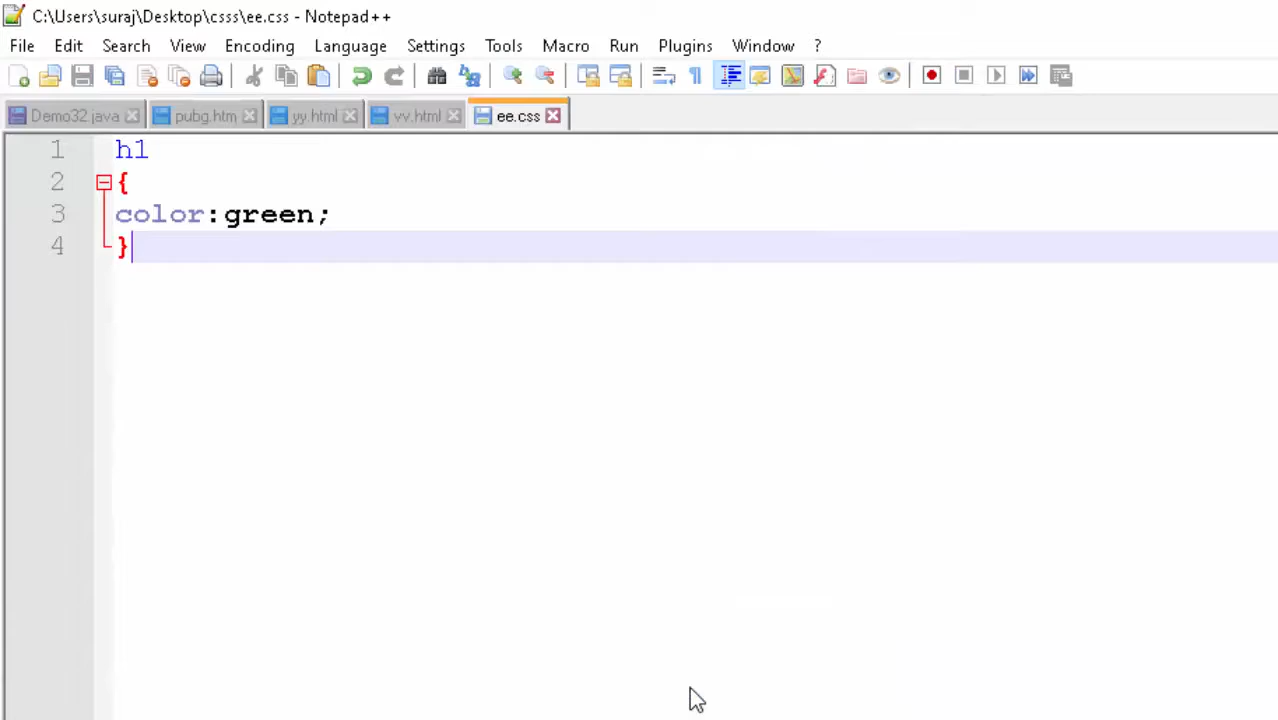 C:\Users\suraj\Desktop\csss\ee.css - Notepad++
File Edit Search View Encoding Language Settings Tools Macro Run Plugins Window ?
Demo32.java pubg.htm yy.html vv.html ee.css
1 h1
2 {
3 color:green;
4 }